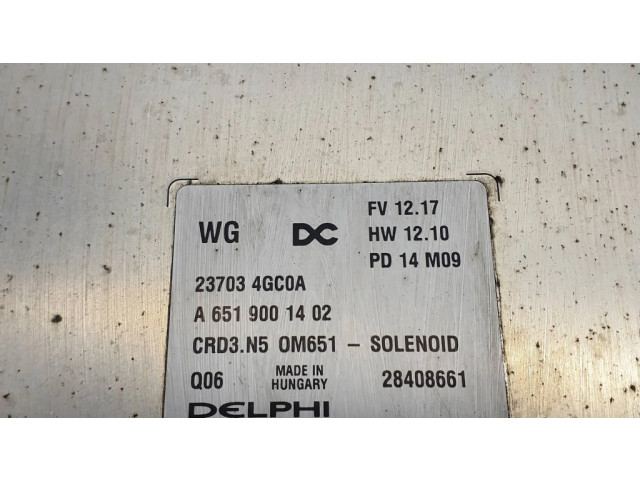 WG DC FV 12.17
HW 12.10
PD 14 M09
23703 4GC0A
A 651 900 14 02
CRD3.N5 OM651 - SOLENOID
Q06 MADE IN HUNGARY 28408661
DELPHI